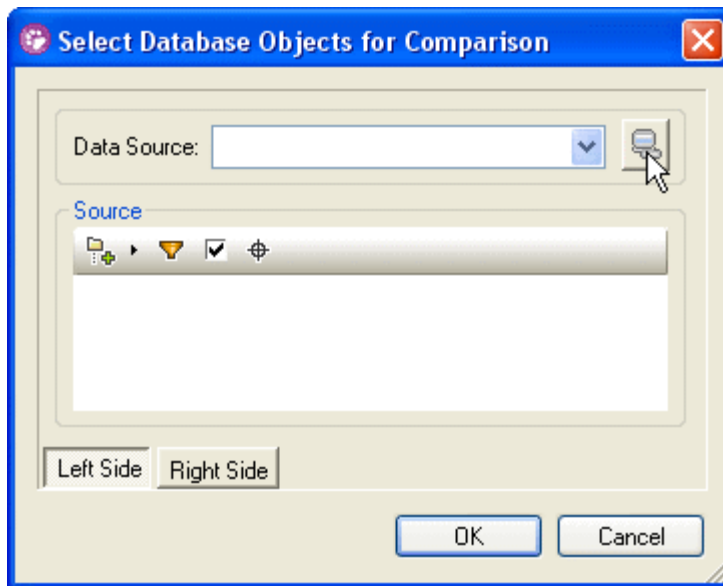 Select Database Objects for Comparison
Data Source:
Source
Left Side Right Side
OK Cancel